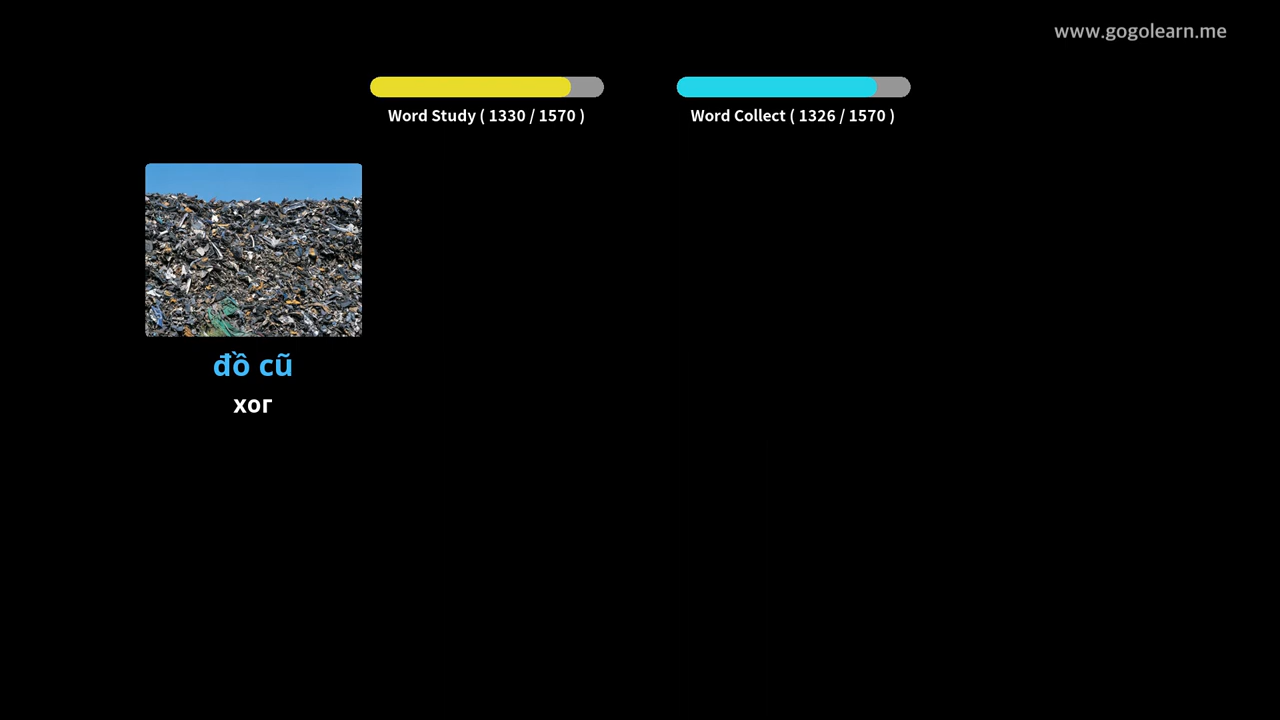 www.gogolearn.me
Word Study ( 1330 / 1570 )
Word Collect ( 1326 / 1570 )
đồ cũ
хог